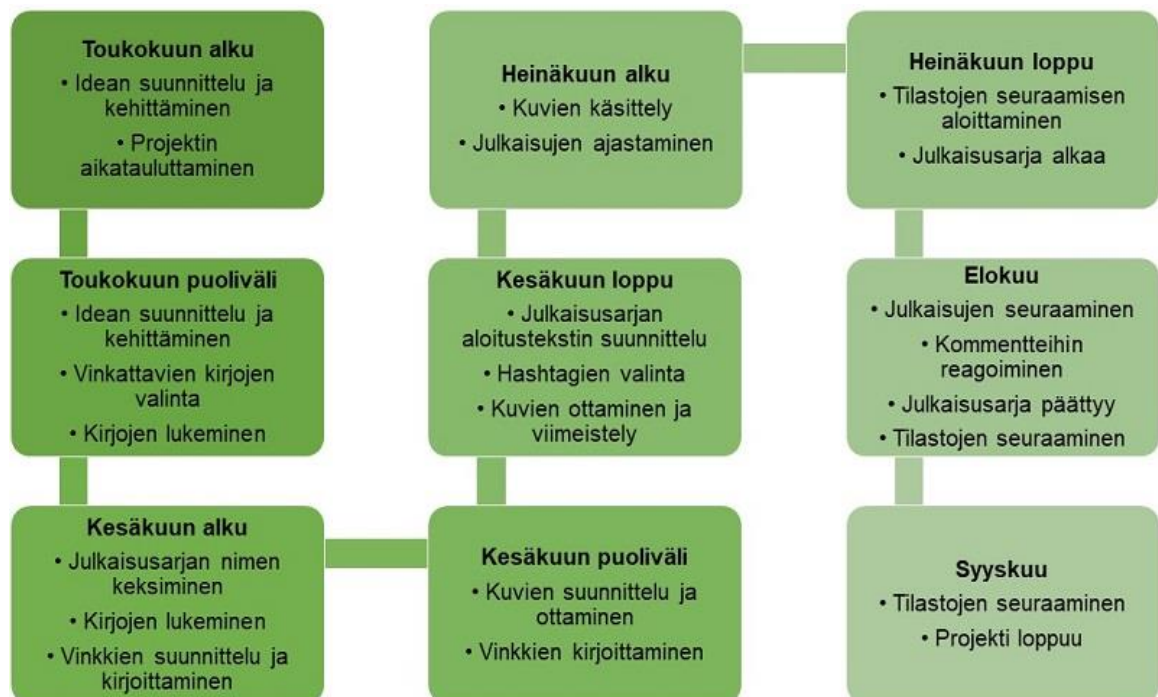 Toukokuun alku
• Idean suunnittelu ja
kehittäminen
• Projektin
aikatauluttaminen
Toukokuun puoliväli
• Idean suunnittelu ja
kehittäminen
• Vinkattavien kirjojen
valinta
• Kirjojen lukeminen
Kesäkuun alku
• Julkaisusarjan nimen
keksiminen
• Kirjojen lukeminen
• Vinkkien suunnittelu ja
kirjoittaminen
Kesäkuun puoliväli
• Kuvien suunnittelu ja
ottaminen
• Vinkkien kirjoittaminen
Kesäkuun loppu
• Julkaisusarjan
aloitustekstin suunnittelu
• Hashtagien valinta
• Kuvien ottaminen ja
viimeistely
Heinäkuun alku
• Kuvien käsittely
• Julkaisujen ajastaminen
Heinäkuun loppu
• Tilastojen seuraamisen
aloittaminen
• Julkaisusarja alkaa
Elokuu
• Julkaisujen seuraaminen
• Kommentteihin
reagoiminen
• Julkaisusarja päättyy
• Tilastojen seuraaminen
Syyskuu
• Tilastojen seuraaminen
• Projekti loppuu